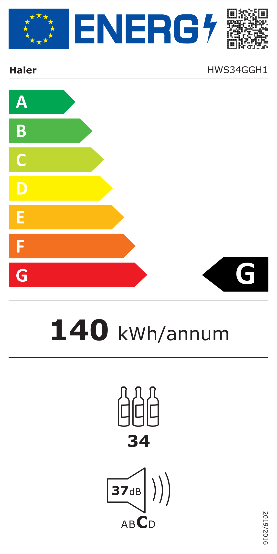 ENERG
Haier
HWS34GGH1
A
B
C
D
E
F
G
G
140 kWh/annum
34
37dB
ABCD
2019/2016